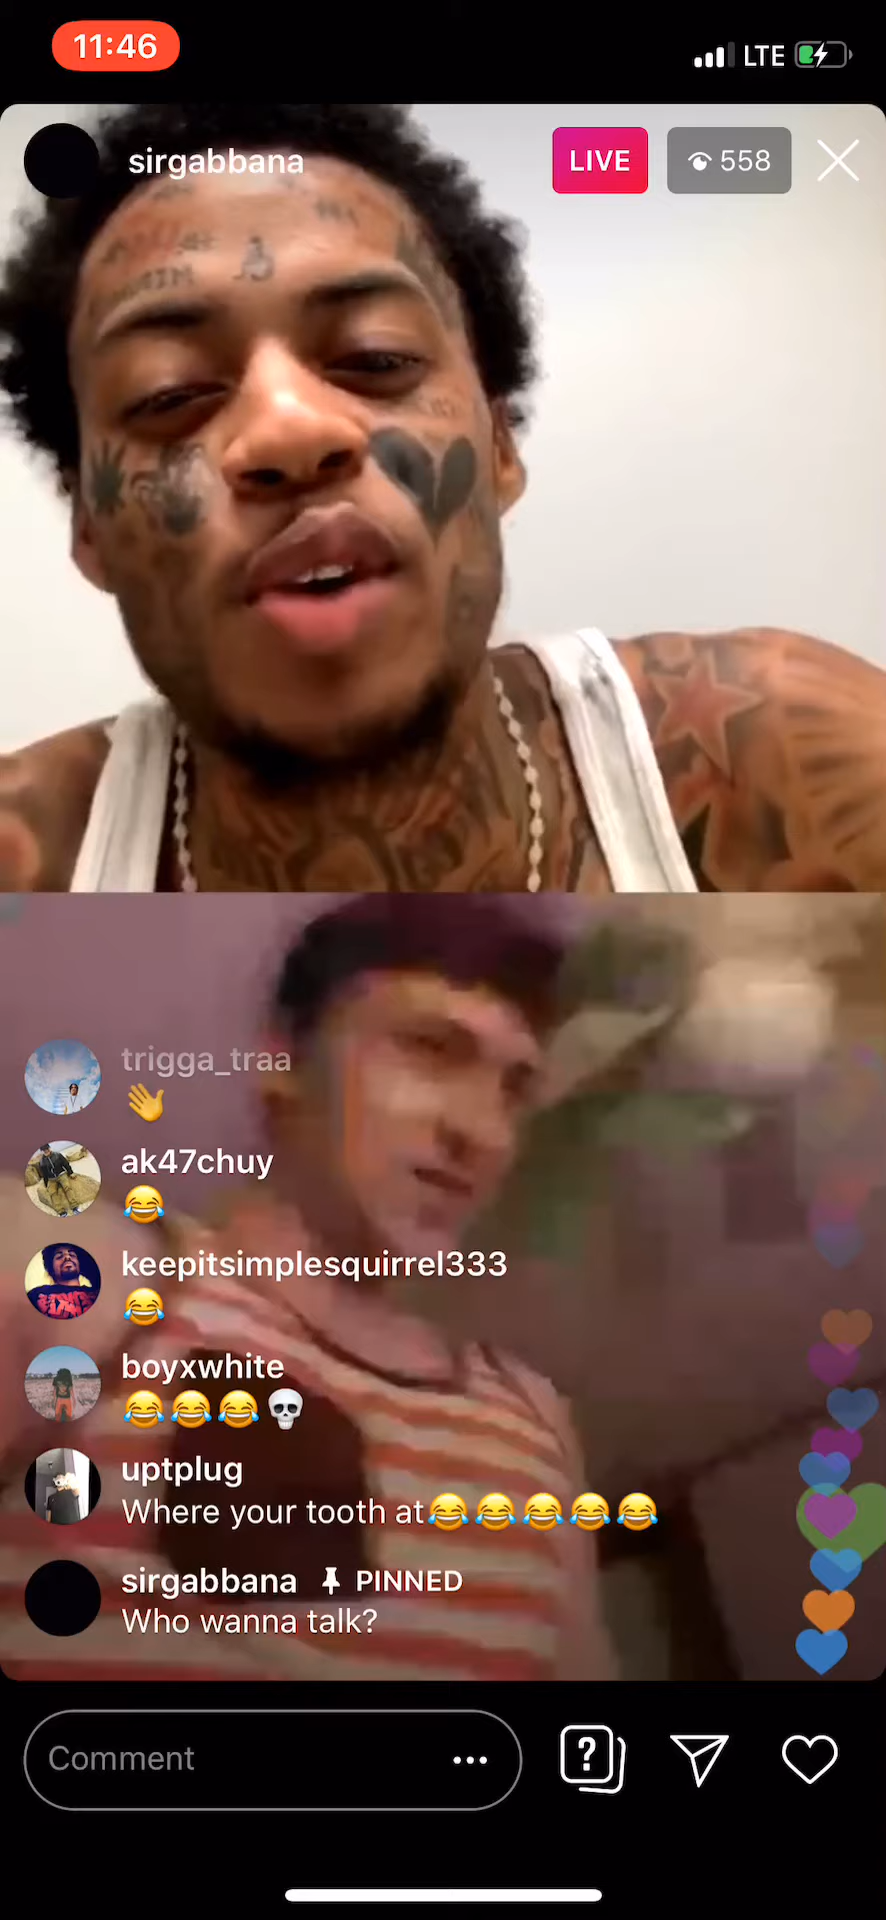 11:46
LTE
sirgabbana
LIVE
558
trigga_traa
👋
ak47chuy
😂
keepitsimplesquirrel333
😂
boyxwhite
😂😂😂💀
uptplug
Where your tooth at😂😂😂😂😂
sirgabbana PINNED
Who wanna talk?
Comment